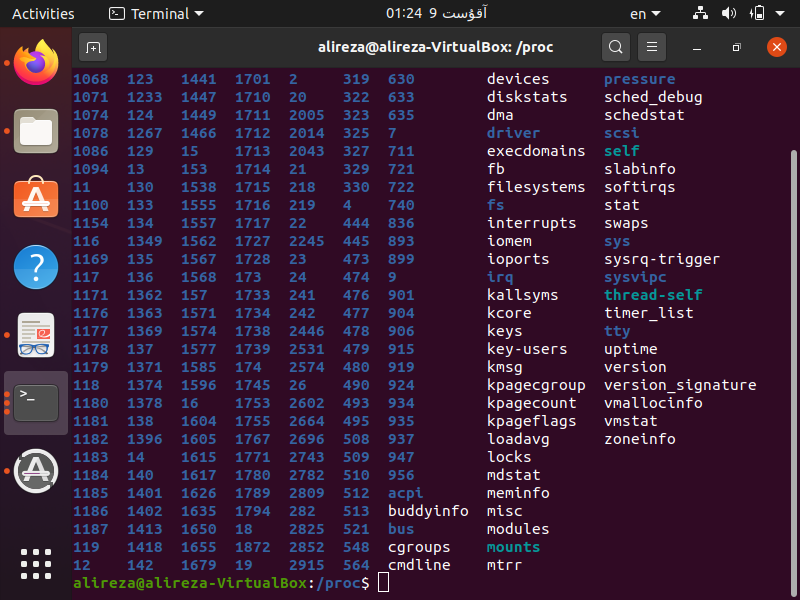 Activities Terminal 01:24 آقۇست 9 en
alireza@alireza-VirtualBox: /proc
1068 123 1441 1701 2 319 630 devices pressure
1071 1233 1447 1710 20 322 633 diskstats sched_debug
1074 124 1449 1711 2005 323 635 dma schedstat
1078 1267 1466 1712 2014 325 7 driver scsi
1086 129 15 1713 2043 327 711 execdomains self
1094 13 153 1714 21 329 721 fb slabinfo
11 130 1538 1715 218 330 722 filesystems softirqs
1100 133 1555 1716 219 4 740 fs stat
1154 134 1557 1717 22 444 836 interrupts swaps
116 1349 1562 1727 2245 445 893 iomem sys
1169 135 1567 1728 23 473 899 ioports sysrq-trigger
117 136 1568 173 24 474 9 irq sysvipc
1171 1362 157 1733 241 476 901 kallsyms thread-self
1176 1363 1571 1734 242 477 904 kcore timer_list
1177 1369 1574 1738 2446 478 906 keys tty
1178 137 1577 1739 2531 479 915 key-users uptime
1179 1371 1585 174 2574 480 919 kmsg version
118 1374 1596 1745 26 490 924 kpagecgroup version_signature
1180 1378 16 1753 2602 493 934 kpagecount vmallocinfo
1181 138 1604 1755 2664 495 935 kpageflags vmstat
1182 1396 1605 1767 2696 508 937 loadavg zoneinfo
1183 14 1615 1771 2743 509 947 locks
1184 140 1617 1780 2782 510 956 mdstat
1185 1401 1626 1789 2809 512 acpi meminfo
1186 1402 1635 1794 282 513 buddyinfo misc
1187 1413 1650 18 2825 521 bus modules
119 1418 1655 1872 2852 548 cgroups mounts
12 142 1679 19 2915 564 cmdline mtrr
alireza@alireza-VirtualBox:/proc$